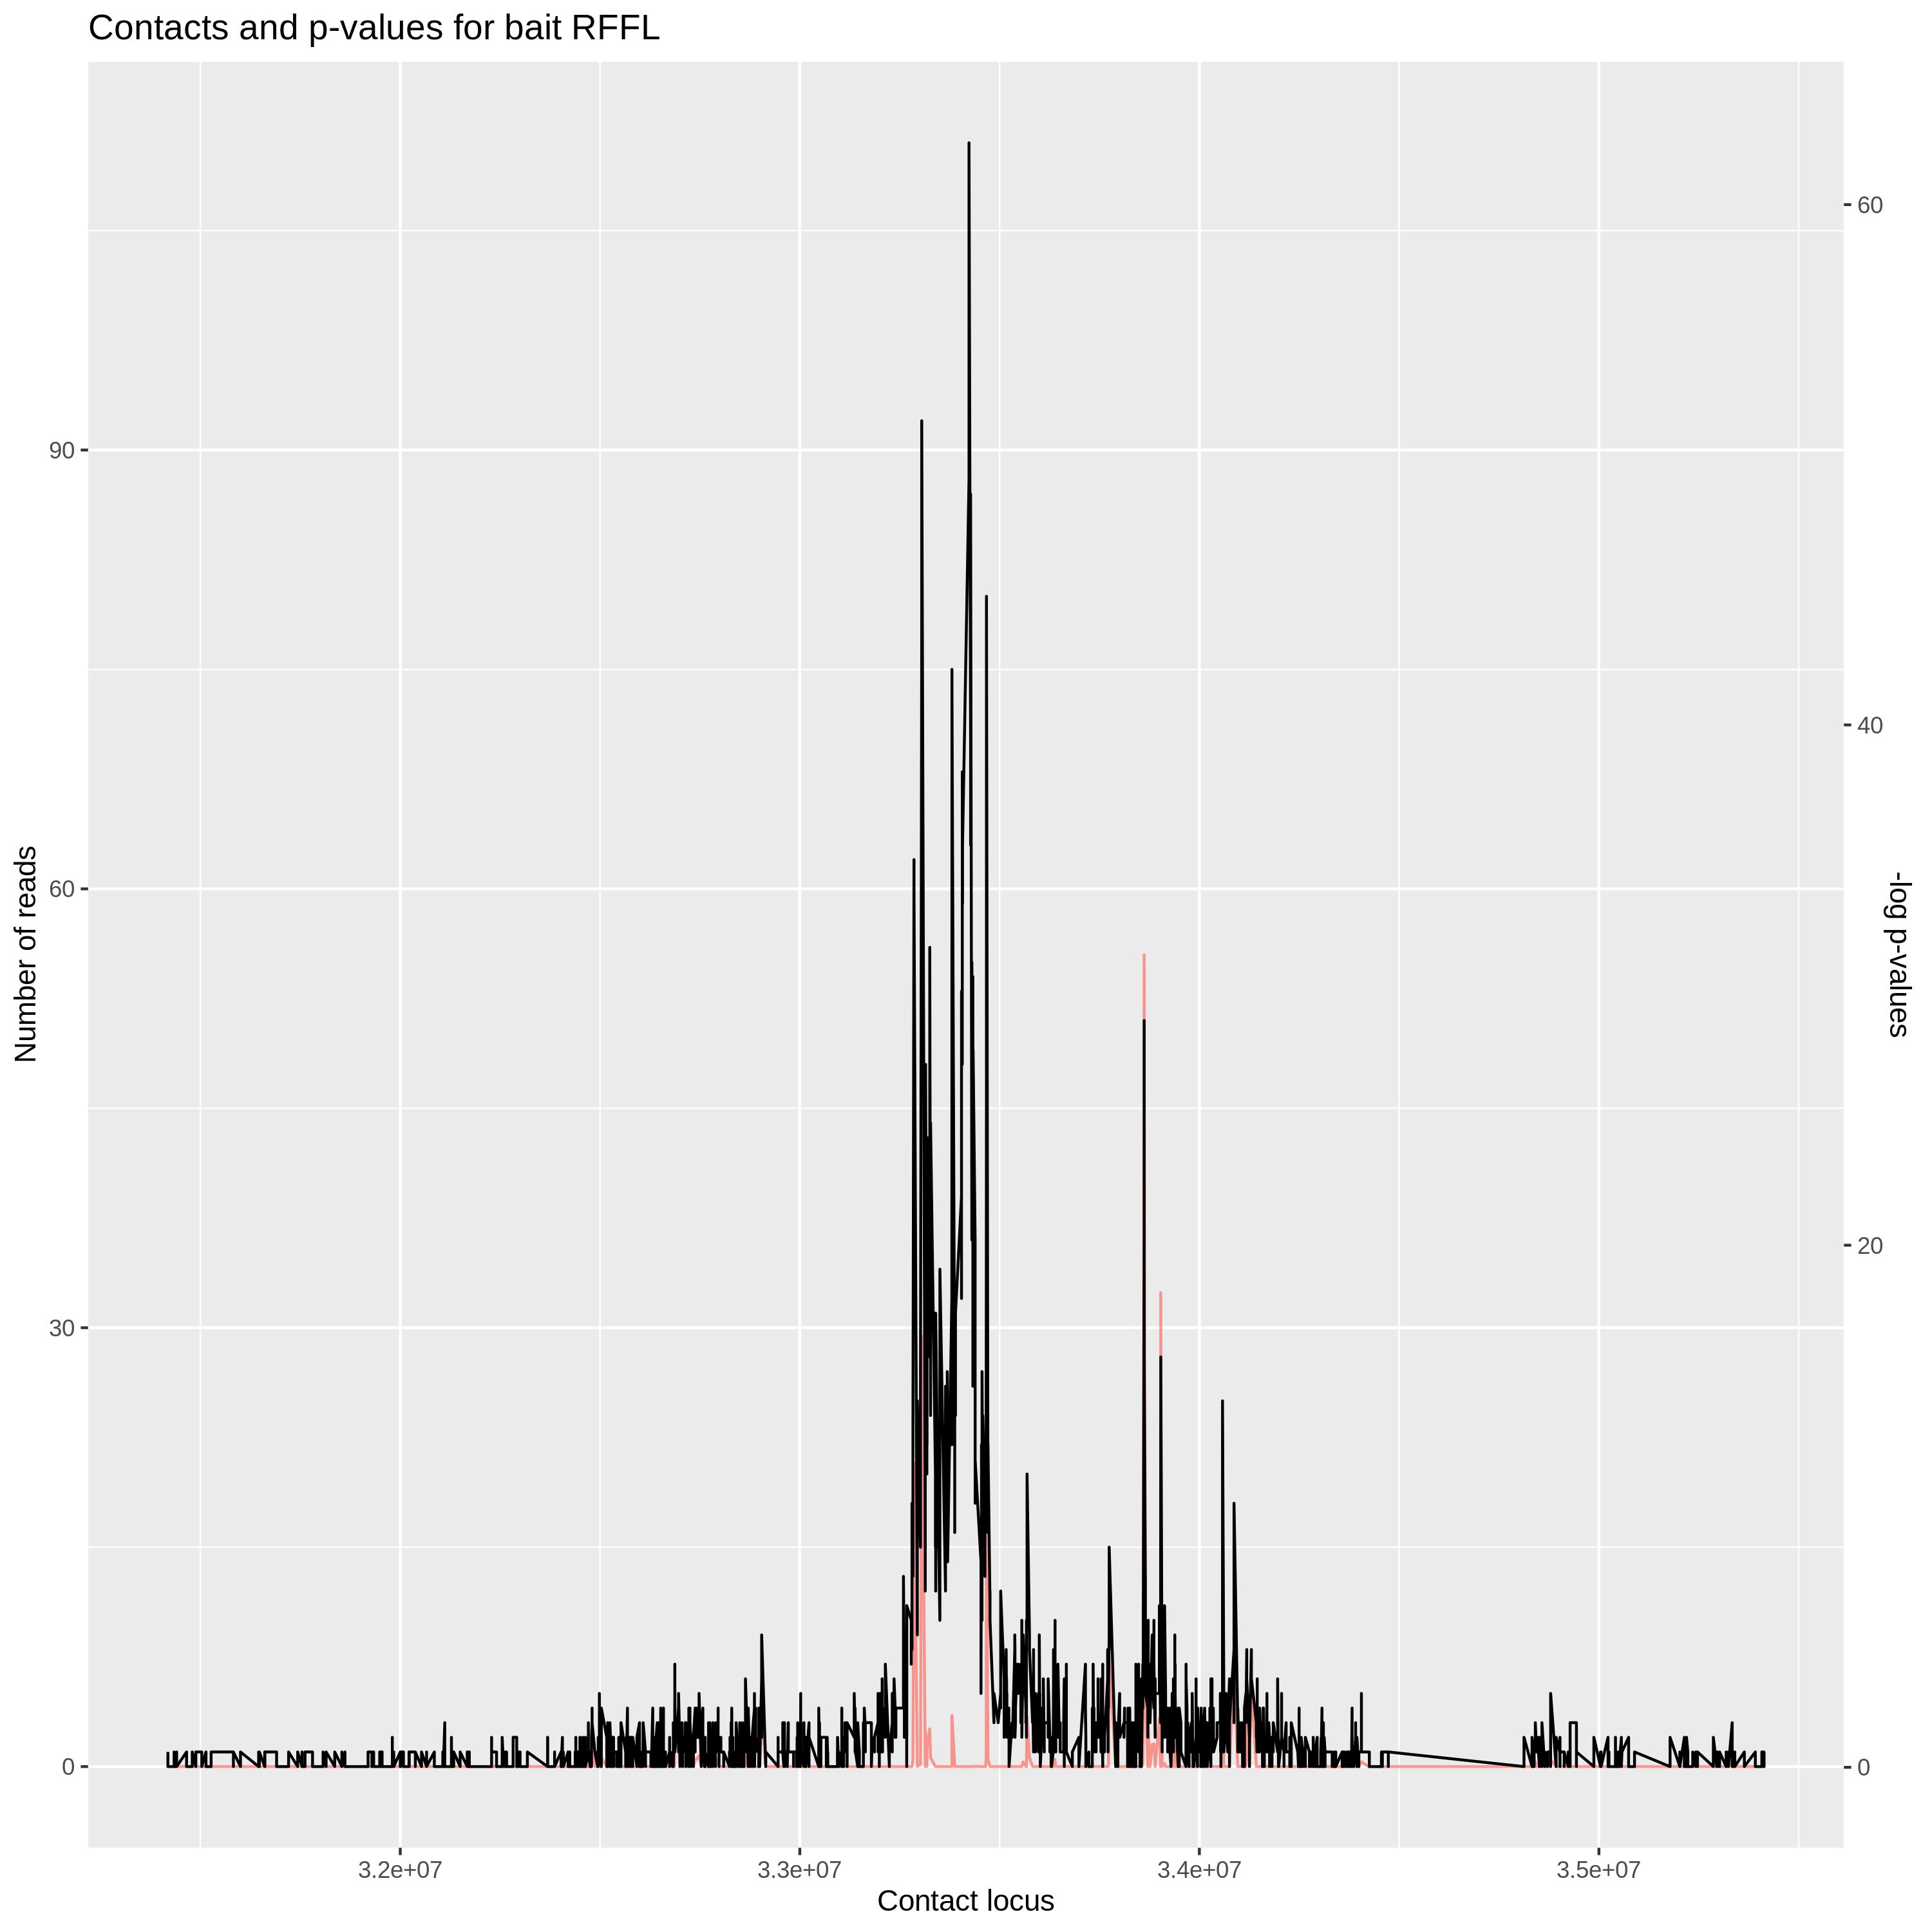 Contacts and p-values for bait RFFL
Number of reads
90
60
30
0
60
40
20
0
-log p-values
3.2e+07
3.3e+07
3.4e+07
3.5e+07
Contact locus